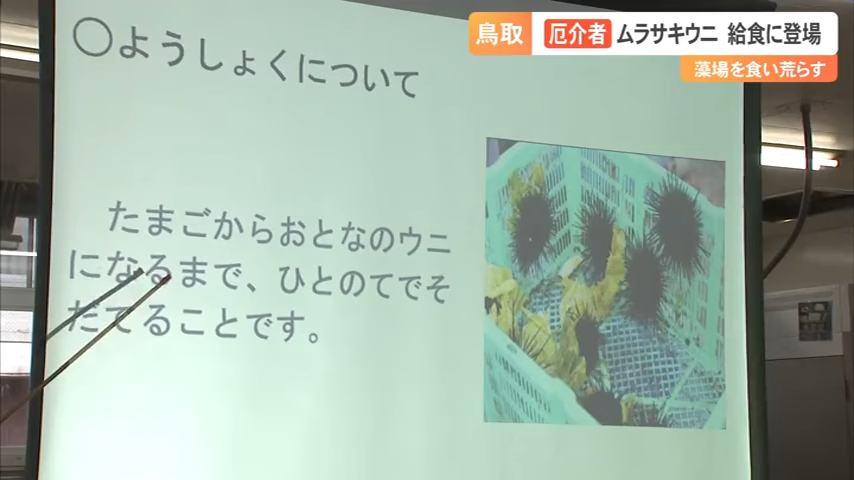 鳥取
厄介者 ムラサキウニ 給食に登場
藻場を食い荒らす
○ようしょくについて
たまごからおとなのウニ
になるまで、ひとのてでそ
だてることです。